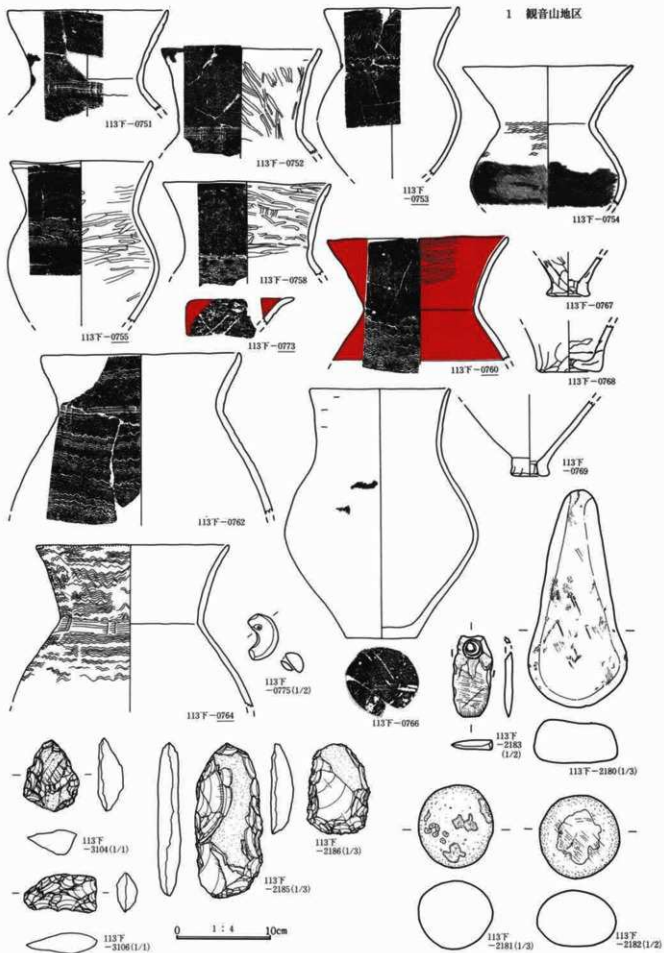 1 観音山地区
113下-0751
113下-0752
113下-0753
113下-0754
113下-0755
113下-0758
113下-0773
113下-0760
113下-0767
113下-0768
113下
-0769
113下-0762
113下-0764
113下
-0775(1/2)
113下-0766
113下
-2183
(1/2)
113下-2180(1/3)
113下
-3104(1/1)
113下
-2185(1/3)
113下
-2186(1/3)
113下
-3106(1/1)
1 : 4
0 10cm
113下
-2181(1/3)
113下
-2182(1/2)